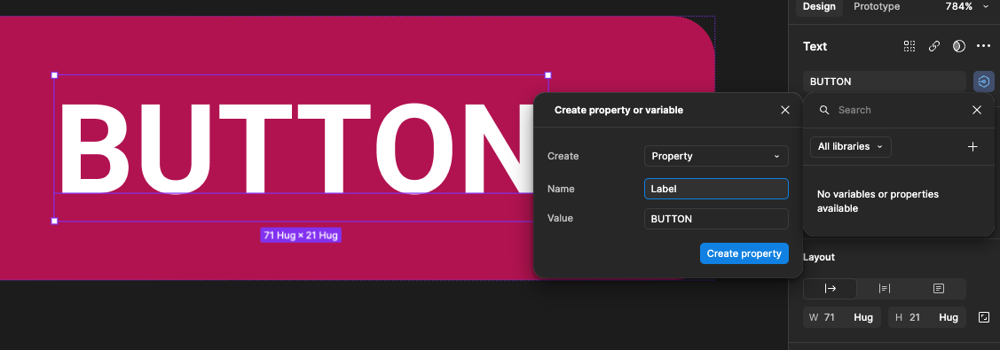 Design Prototype 784%
Text
BUTTON
BUTTON
71 Hug × 21 Hug
Create property or variable
Create Property
Name Label
Value BUTTON
Create property
Search
All libraries
No variables or properties
available
Layout
W 71 Hug H 21 Hug